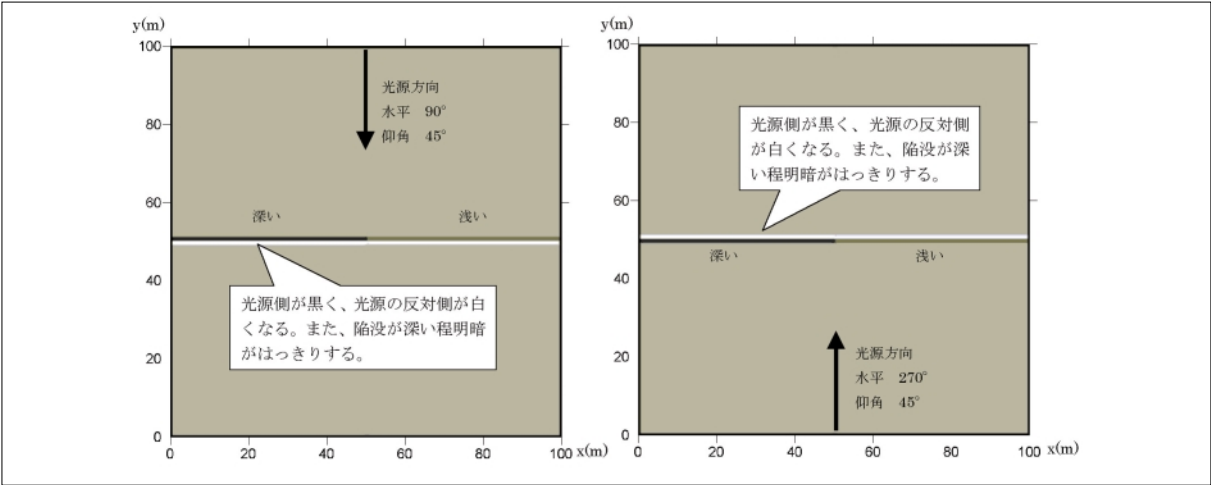 y(m)
100
80
60
40
20
0
0 20 40 60 80 100 x(m)
光源方向
水平 90°
仰角 45°
深い 浅い
光源側が黒く、光源の反対側が白
くなる。また、陥没が深い程明暗
がはっきりする。
y(m)
100
80
60
40
20
0
0 20 40 60 80 100 x(m)
光源側が黒く、光源の反対側
が白くなる。また、陥没が深
い程明暗がはっきりする。
深い 浅い
光源方向
水平 270°
仰角 45°